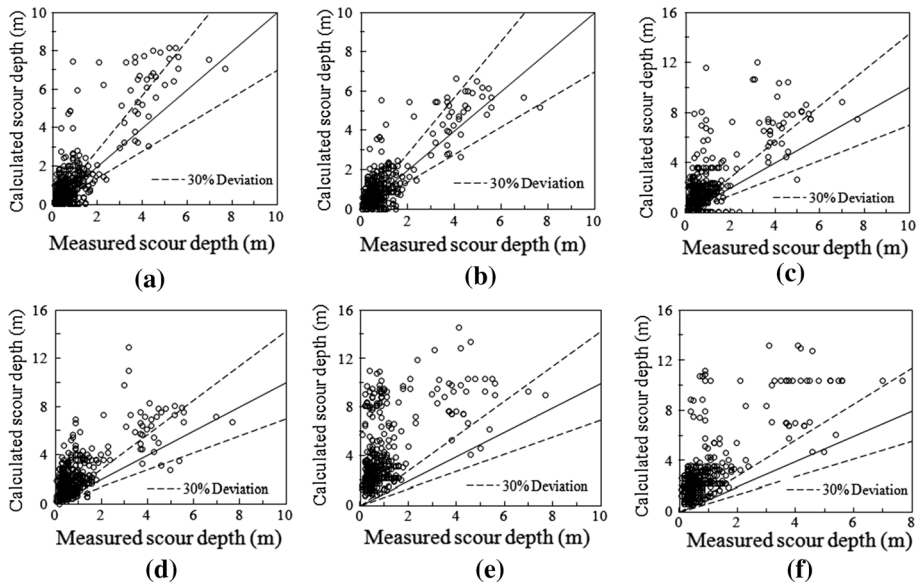 Calculated scour depth (m)
10
8
6
4
2
0
0 2 4 6 8 10
30% Deviation
Measured scour depth (m)
(a)
Calculated scour depth (m)
10
8
6
4
2
0
0 2 4 6 8 10
30% Deviation
Measured scour depth (m)
(b)
Calculated scour depth (m)
16
12
8
4
0
0 2 4 6 8 10
30% Deviation
Measured scour depth (m)
(c)
Calculated scour depth (m)
16
12
8
4
0
0 2 4 6 8 10
30% Deviation
Measured scour depth (m)
(d)
Calculated scour depth (m)
16
12
8
4
0
0 2 4 6 8 10
30% Deviation
Measured scour depth (m)
(e)
Calculated scour depth (m)
16
12
8
4
0
0 2 4 6 8
30% Deviation
Measured scour depth (m)
(f)